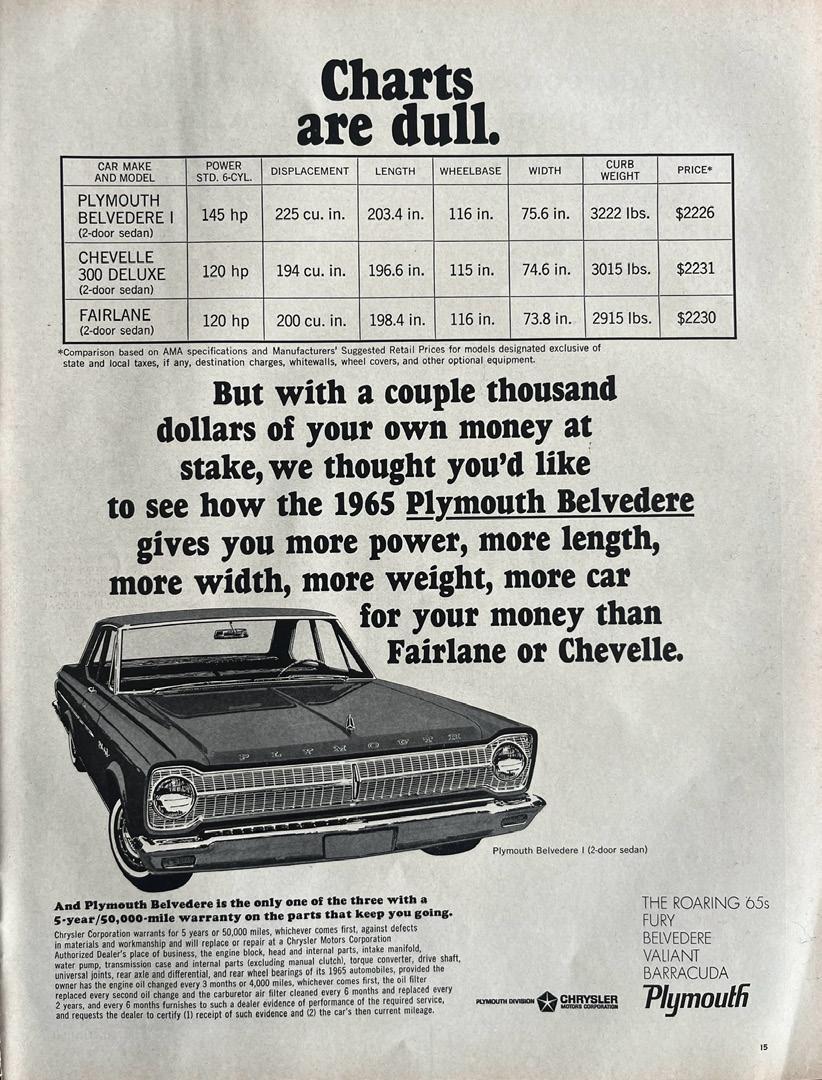 Charts
are dull.
CAR MAKE AND MODEL POWER STD. 6-CYL. DISPLACEMENT LENGTH WHEELBASE WIDTH CURB WEIGHT PRICE*
PLYMOUTH BELVEDERE I (2-door sedan) 145 hp 225 cu. in. 203.4 in. 116 in. 75.6 in. 3222 lbs. $2226
CHEVELLE 300 DELUXE (2-door sedan) 120 hp 194 cu. in. 196.6 in. 115 in. 74.6 in. 3015 lbs. $2231
FAIRLANE (2-door sedan) 120 hp 200 cu. in. 198.4 in. 116 in. 73.8 in. 2915 lbs. $2230
*Comparison based on AMA specifications and Manufacturers' Suggested Retail Prices for models designated exclusive of
state and local taxes, if any, destination charges, whitewalls, wheel covers, and other optional equipment.
But with a couple thousand
dollars of your own money at
stake, we thought you'd like
to see how the 1965 Plymouth Belvedere
gives you more power, more length,
more width, more weight, more car
for your money than
Fairlane or Chevelle.
PLYMOUTH
Plymouth Belvedere I (2-door sedan)
And Plymouth Belvedere is the only one of the three with a
5-year/50,000-mile warranty on the parts that keep you going.
Chrysler Corporation warrants for 5 years or 50,000 miles, whichever comes first, against defects
in materials and workmanship and will replace or repair at a Chrysler Motors Corporation
Authorized Dealer's place of business, the engine block, head and internal parts, intake manifold,
water pump, transmission case and internal parts (excluding manual clutch), torque converter, drive shaft,
universal joints, rear axle and differential, and rear wheel bearings of its 1965 automobiles, provided the
owner has the engine oil changed every 3 months or 4,000 miles, whichever comes first, the oil filter
replaced every second oil change and the carburetor air filter cleaned every 6 months and replaced every
2 years, and every 6 months furnishes to such a dealer evidence of performance of the required service,
and requests the dealer to certify (1) receipt of such evidence and (2) the car's then current mileage.
PLYMOUTH DIVISION CHRYSLER
MOTORS CORPORATION
THE ROARING '65s
FURY
BELVEDERE
VALIANT
BARRACUDA
Plymouth
15